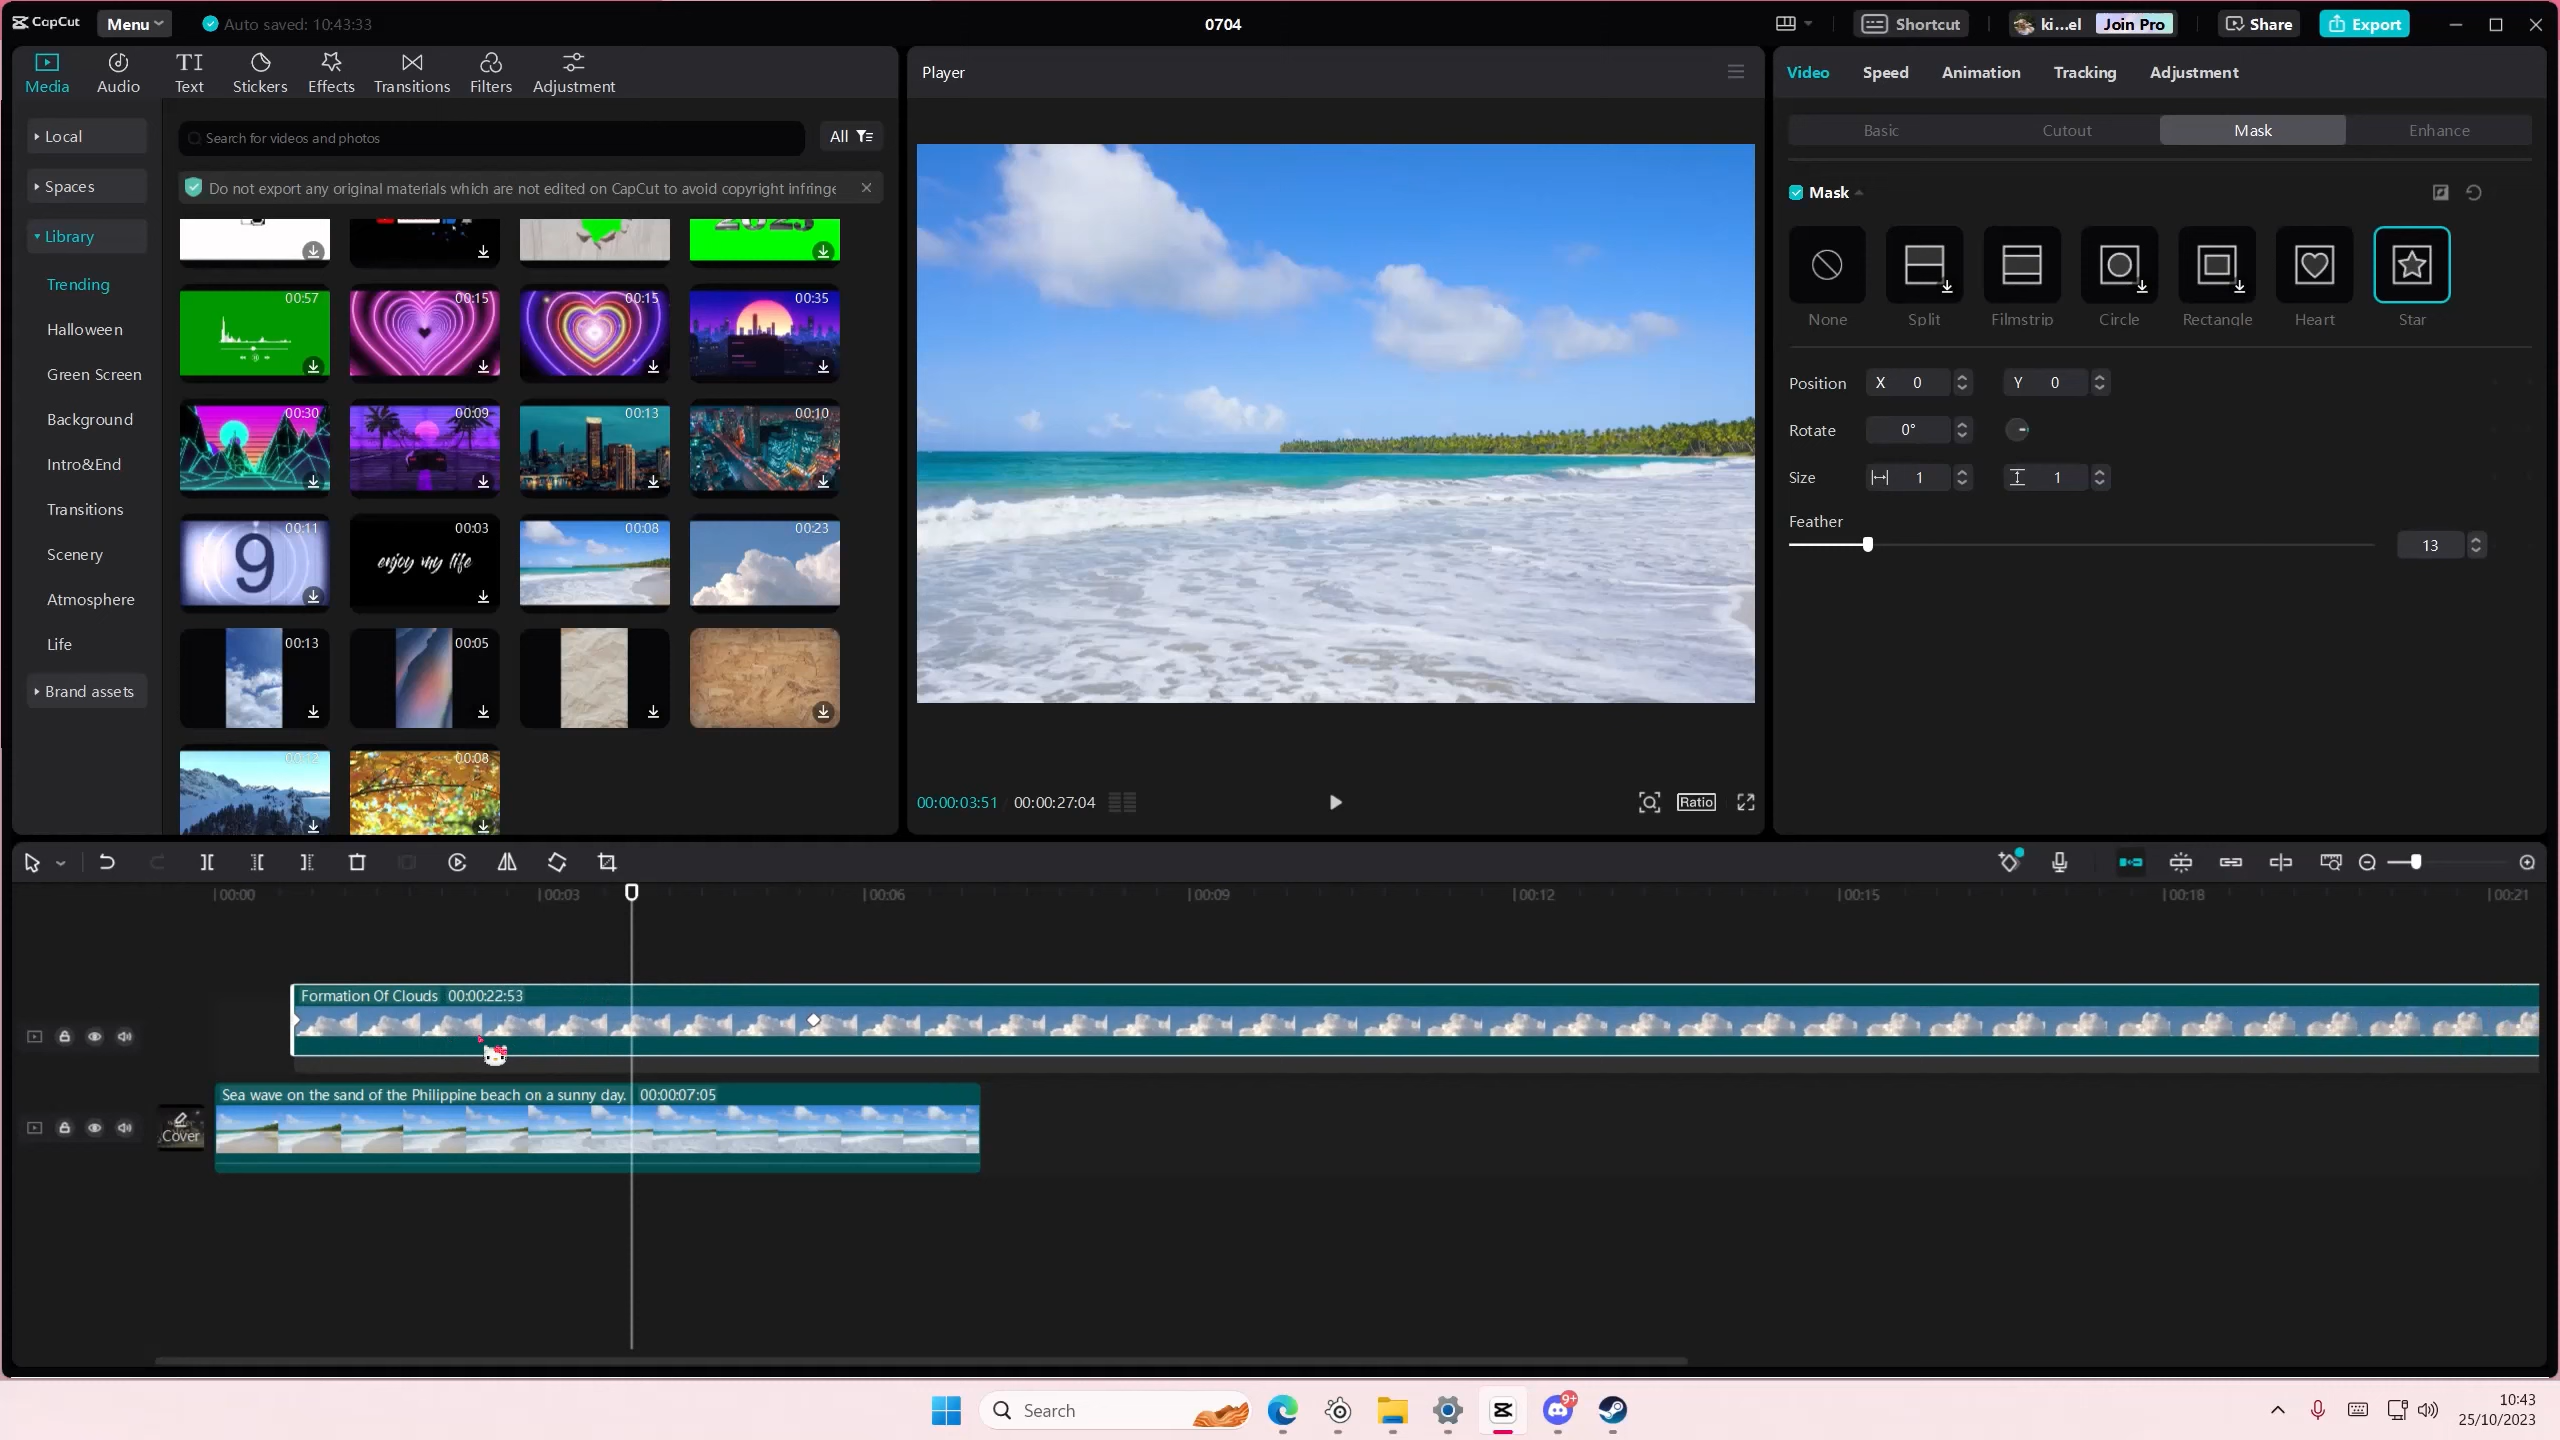 CapCut
Menu
Auto saved: 10:43:33
0704
Shortcut
ki...el
Join Pro
Share
Export
Media
Audio
TI
Text
Stickers
Effects
Transitions
Filters
Adjustment
Player
Video
Speed
Animation
Tracking
Adjustment
Local
Spaces
Library
Trending
Halloween
Green Screen
Background
Intro&End
Transitions
Scenery
Atmosphere
Life
Brand assets
Search for videos and photos
All
Do not export any original materials which are not edited on CapCut to avoid copyright infringe
00:57
00:15
00:15
00:35
00:30
00:09
00:13
00:10
00:11
9
00:03
enjoy my life
00:08
00:23
00:13
00:05
00:12
00:08
00:00:03:51
00:00:27:04
Ratio
Basic
Cutout
Mask
Enhance
Mask
None
Split
Filmstrip
Circle
Rectangle
Heart
Star
Position
X 0
Y 0
Rotate
0°
Size
1
1
Feather
13
00:00
00:03
00:06
00:09
00:12
00:15
00:18
00:21
Formation Of Clouds 00:00:22:53
Sea wave on the sand of the Philippine beach on a sunny day. 00:00:07:05
Cover
Search
9+
10:43
25/10/2023